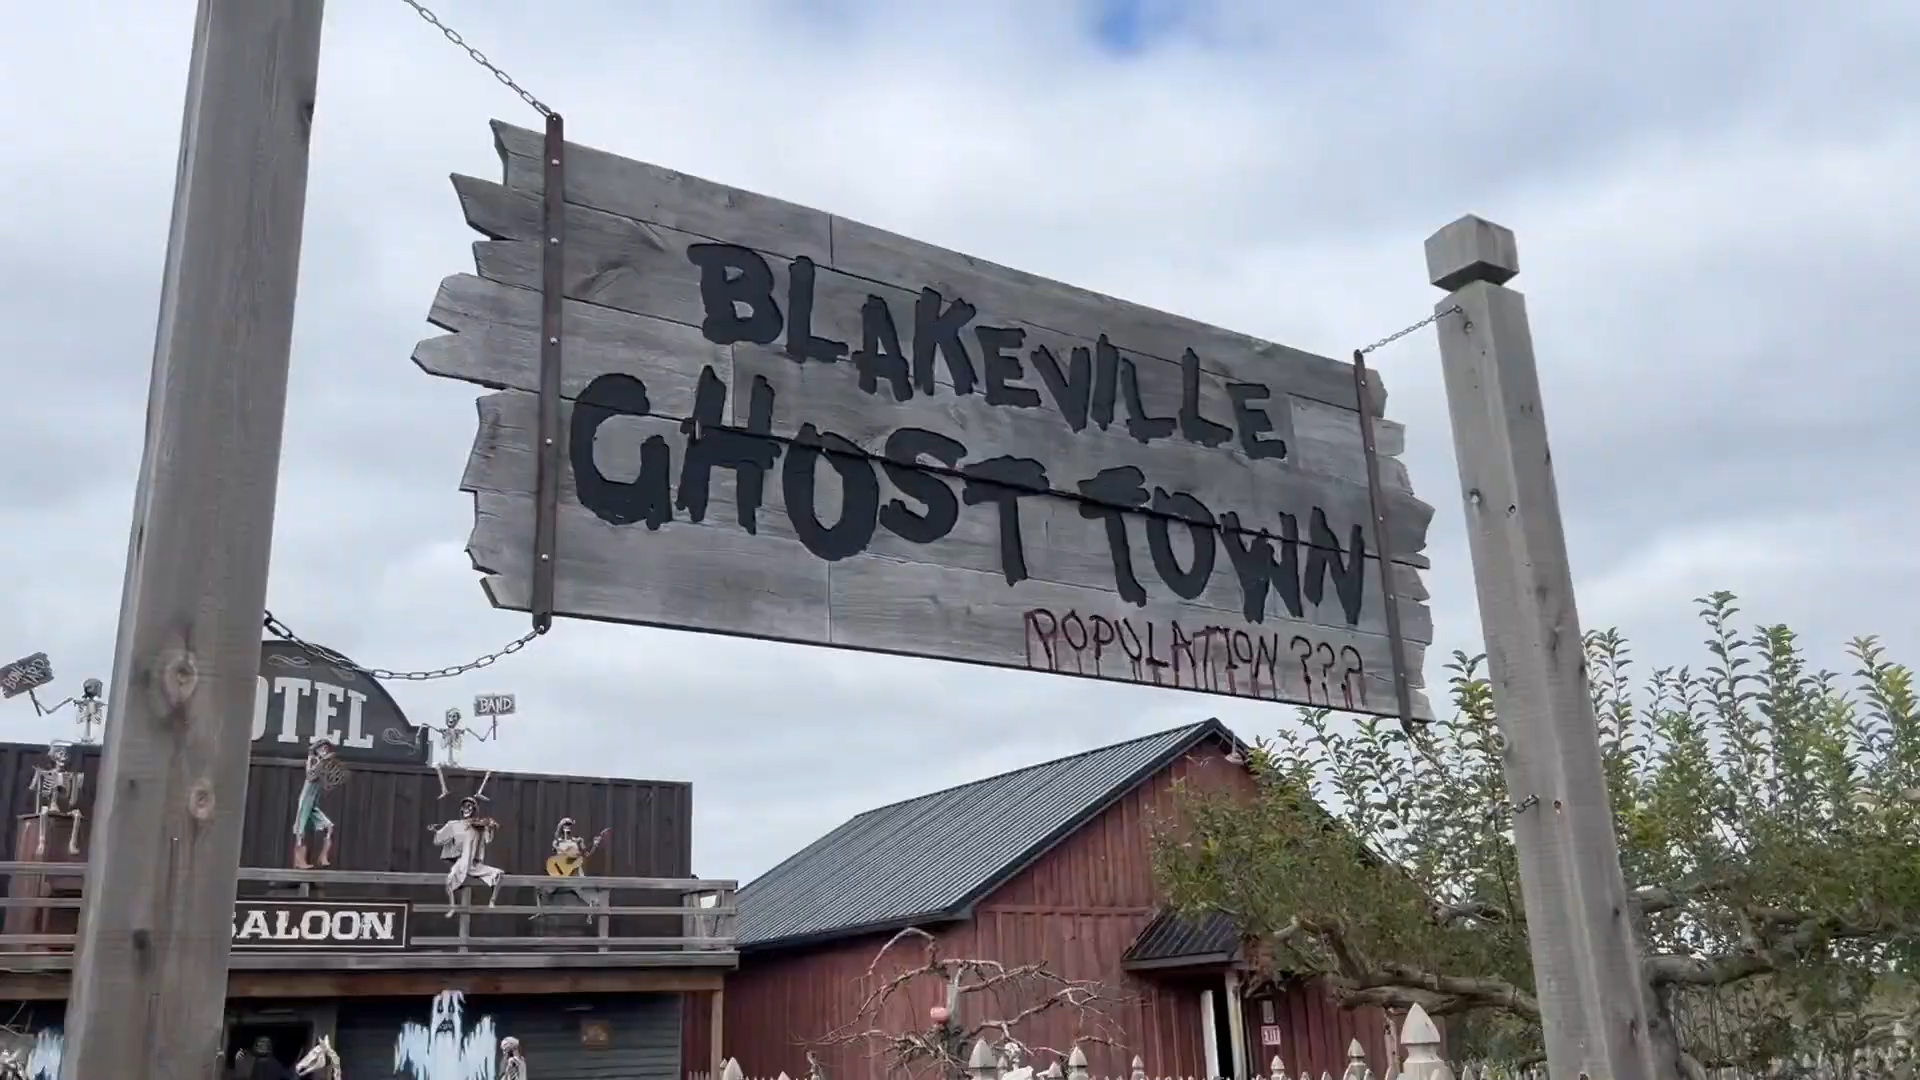 BLAKEVILLE
GHOST TOWN
POPULATION ???
OTEL
BAND
SALOON